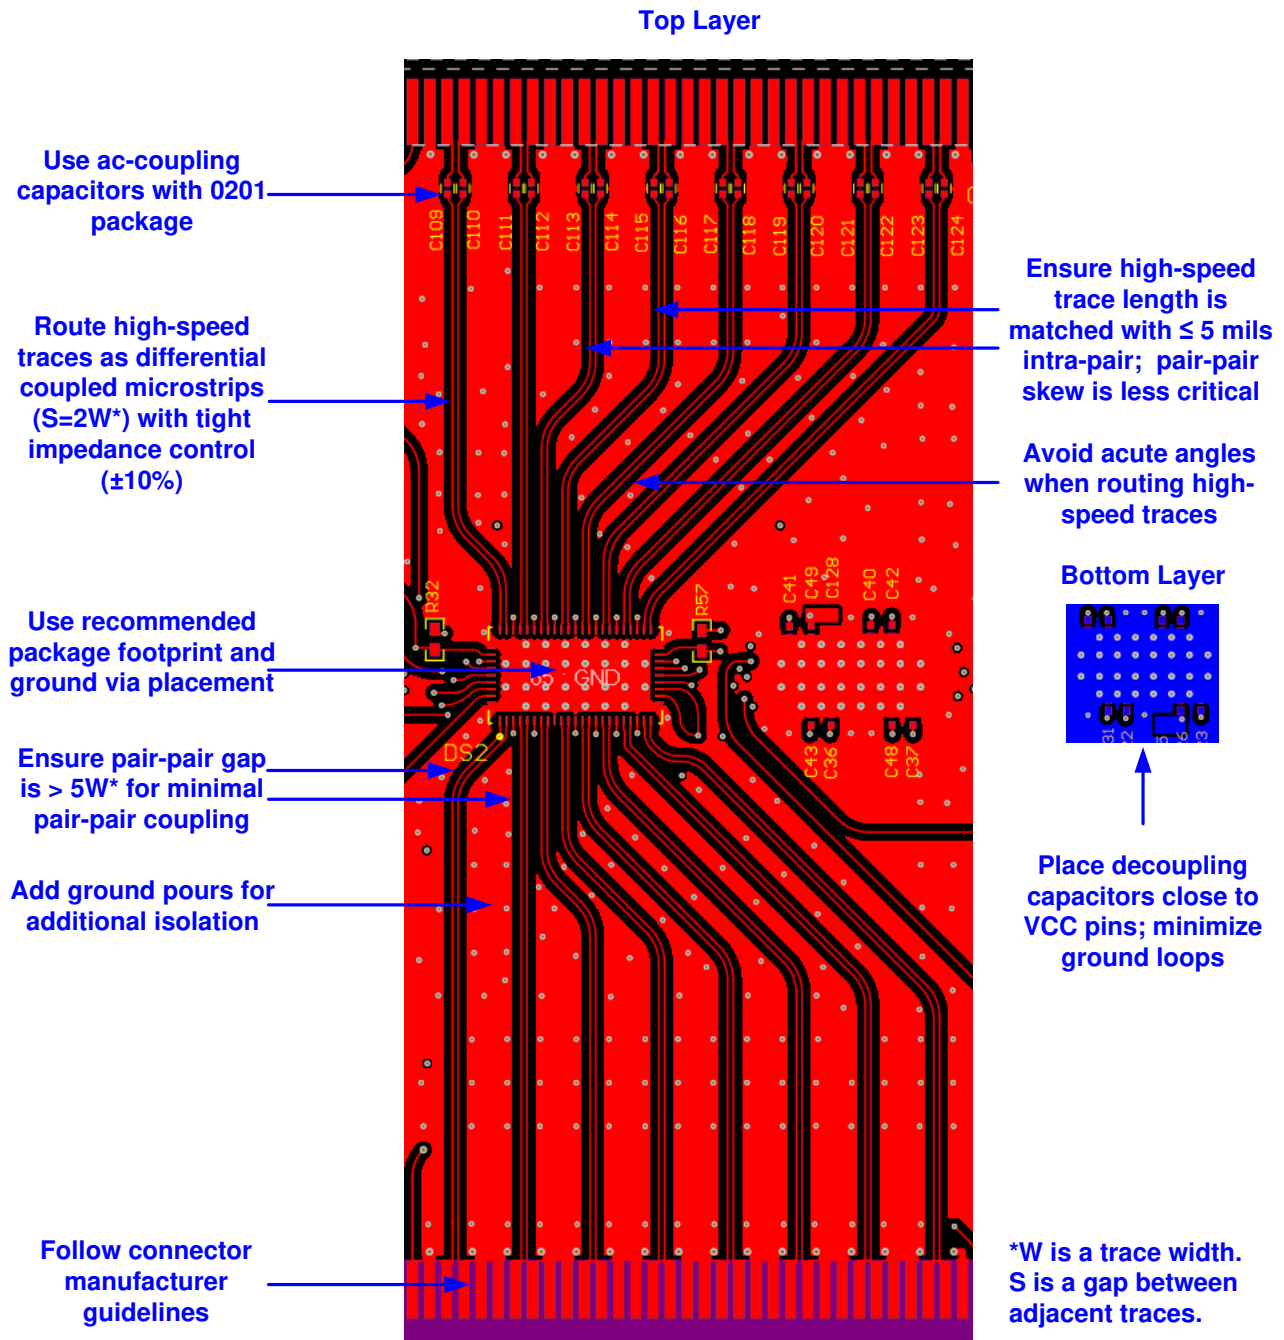 Top Layer
Use ac-coupling
capacitors with 0201
package
Route high-speed
traces as differential
coupled microstrips
(S=2W*) with tight
impedance control
(±10%)
Use recommended
package footprint and
ground via placement
Ensure pair-pair gap
is > 5W* for minimal
pair-pair coupling
Add ground pours for
additional isolation
Follow connector
manufacturer
guidelines
C109
C110
C111
C112
C113
C114
C115
C116
C117
C118
C119
C120
C121
C122
C123
C124
R32
R57
C41
C49
C128
C40
C42
GND
DS2
C43
C36
C48
C37
Ensure high-speed
trace length is
matched with ≤ 5 mils
intra-pair; pair-pair
skew is less critical
Avoid acute angles
when routing high-
speed traces
Bottom Layer
Place decoupling
capacitors close to
VCC pins; minimize
ground loops
*W is a trace width.
S is a gap between
adjacent traces.